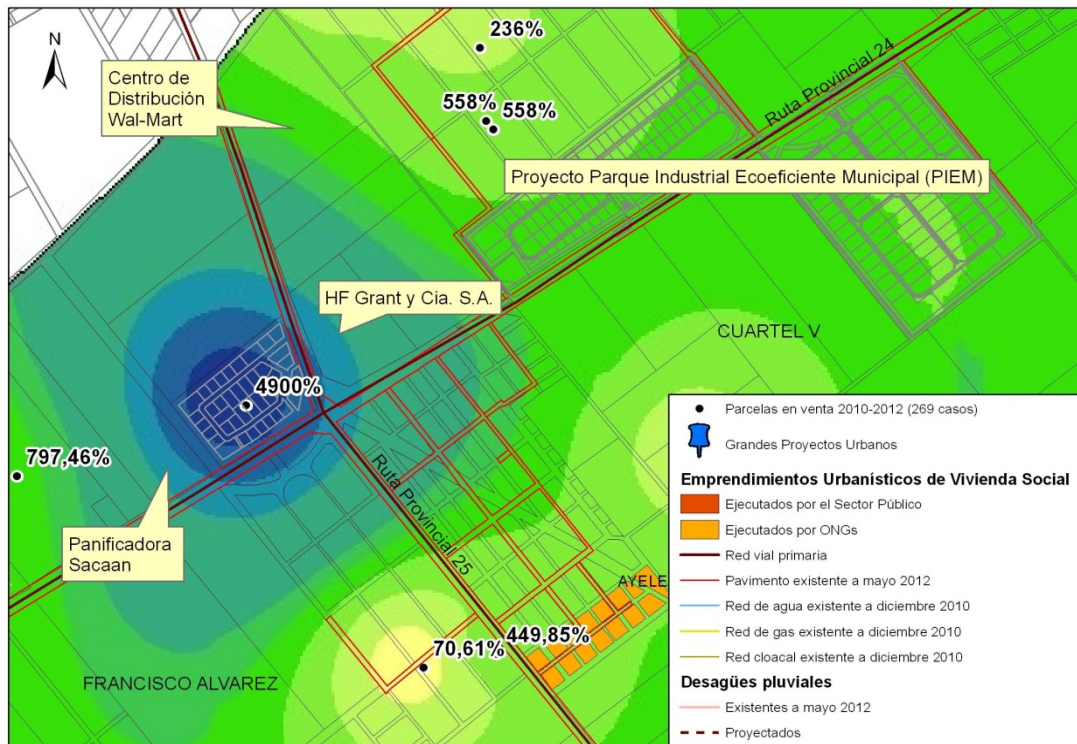 N
236%
Centro de
Distribución
Wal-Mart
558%
558%
Ruta Provincial 24
Proyecto Parque Industrial Ecoeficiente Municipal (PIEM)
HF Grant y Cia. S.A.
CUARTEL V
4900%
797,46%
Ruta Provincial 25
Panificadora
Sacaan
AYELE
449,85%
70,61%
FRANCISCO ALVAREZ
Parcelas en venta 2010-2012 (269 casos)
Grandes Proyectos Urbanos
Emprendimientos Urbanísticos de Vivienda Social
Ejecutados por el Sector Público
Ejecutados por ONGs
Red vial primaria
Pavimento existente a mayo 2012
Red de agua existente a diciembre 2010
Red de gas existente a diciembre 2010
Red cloacal existente a diciembre 2010
Desagües pluviales
Existentes a mayo 2012
Proyectados